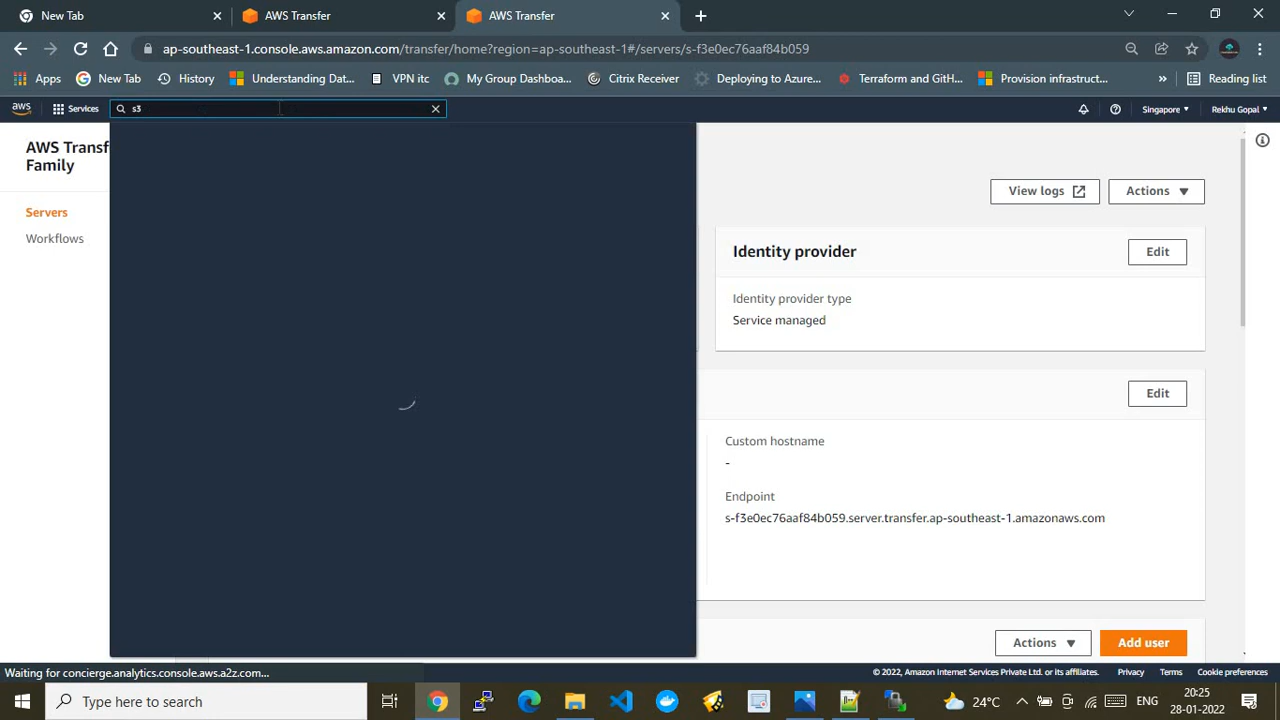 New Tab
AWS Transfer
AWS Transfer
ap-southeast-1.console.aws.amazon.com/transfer/home?region=ap-southeast-1#/servers/s-f3e0ec76aaf84b059
Apps
New Tab
History
Understanding Dat...
VPN itc
My Group Dashboa...
Citrix Receiver
Deploying to Azure...
Terraform and GitH...
Provision infrastruct...
»
Reading list
aws
Services
s3
Singapore
Rekhu Gopal
AWS Transf
Family
Servers
Workflows
View logs
Actions
Identity provider
Edit
Identity provider type
Service managed
Edit
Custom hostname
-
Endpoint
s-f3e0ec76aaf84b059.server.transfer.ap-southeast-1.amazonaws.com
Actions
Add user
Waiting for concierge.analytics.console.aws.a2z.com...
© 2022, Amazon Internet Services Private Ltd. or its affiliates.
Privacy
Terms
Cookie preferences
Type here to search
24°C
ENG
20:25
28-01-2022